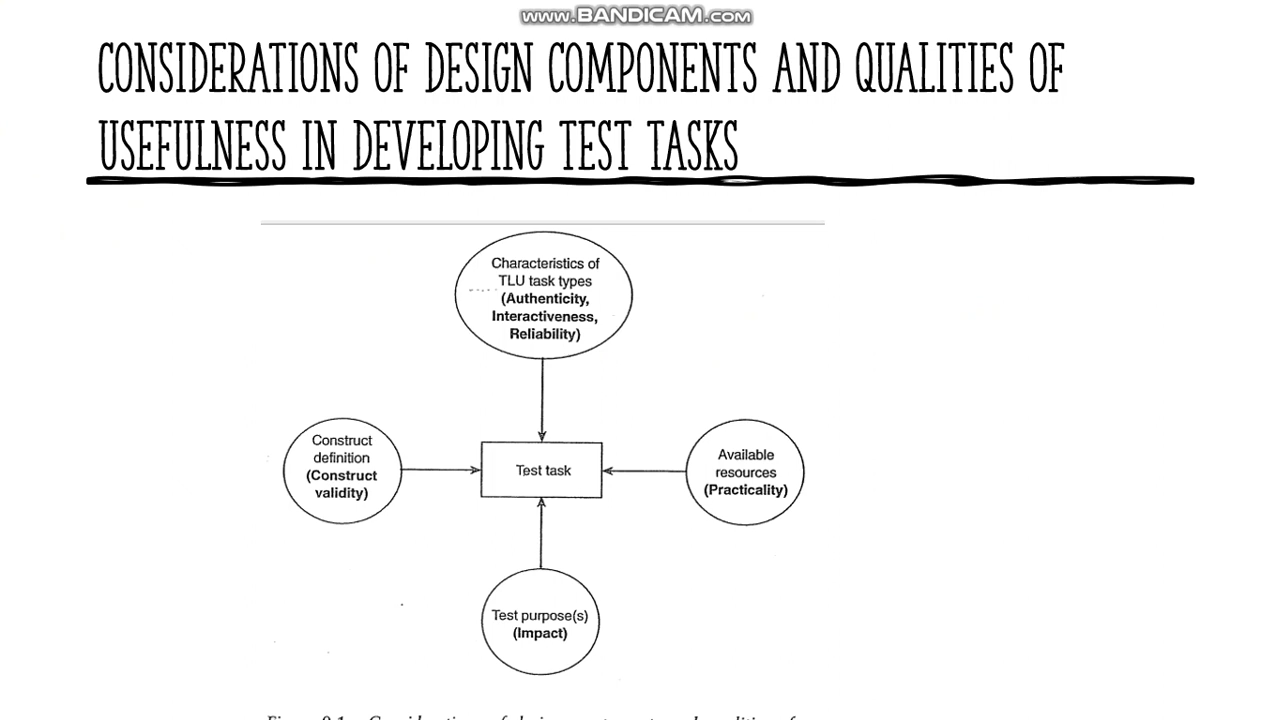 www.BANDICAM.com
CONSIDERATIONS OF DESIGN COMPONENTS AND QUALITIES OF
USEFULNESS IN DEVELOPING TEST TASKS
Characteristics of
TLU task types
(Authenticity,
Interactiveness,
Reliability)
Construct
definition
(Construct
validity)
Test task
Available
resources
(Practicality)
Test purpose(s)
(Impact)